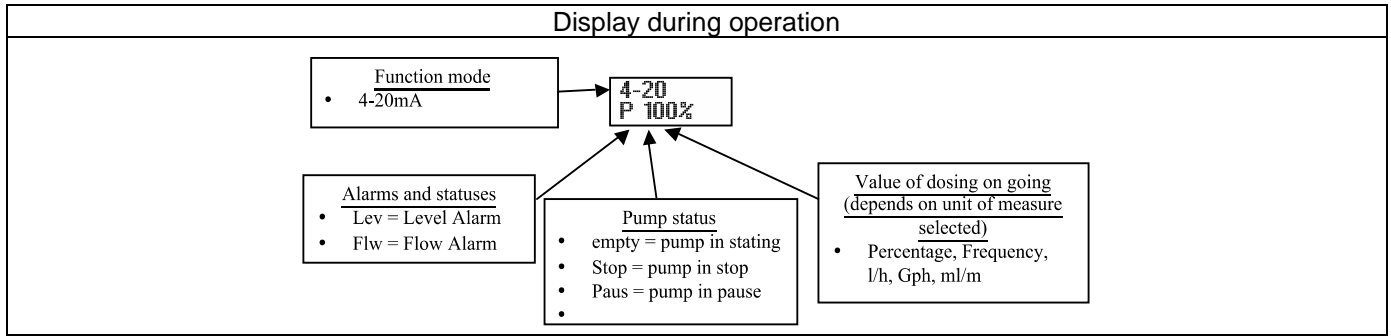 Display during operation
Function mode
• 4-20mA
4-20
P 100%
Alarms and statuses
• Lev = Level Alarm
• Flw = Flow Alarm
Pump status
• empty = pump in stating
• Stop = pump in stop
• Paus = pump in pause
•
Value of dosing on going
(depends on unit of measure
selected)
• Percentage, Frequency,
l/h, Gph, ml/m